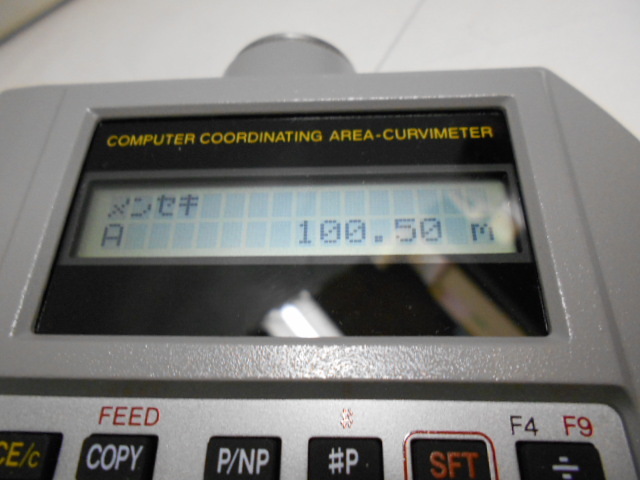 COMPUTER COORDINATING AREA-CURVIMETER
メンセキ
A 100.50 m
FEED
#
F4 F9
CE/c COPY P/NP #P SFT ÷